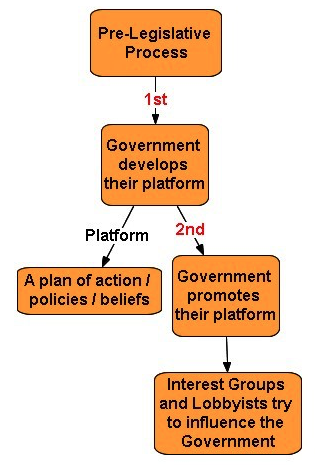 Pre-Legislative
Process
1st
Government
develops
their platform
Platform
2nd
A plan of action /
policies / beliefs
Government
promotes
their platform
Interest Groups
and Lobbyists try
to influence the
Government